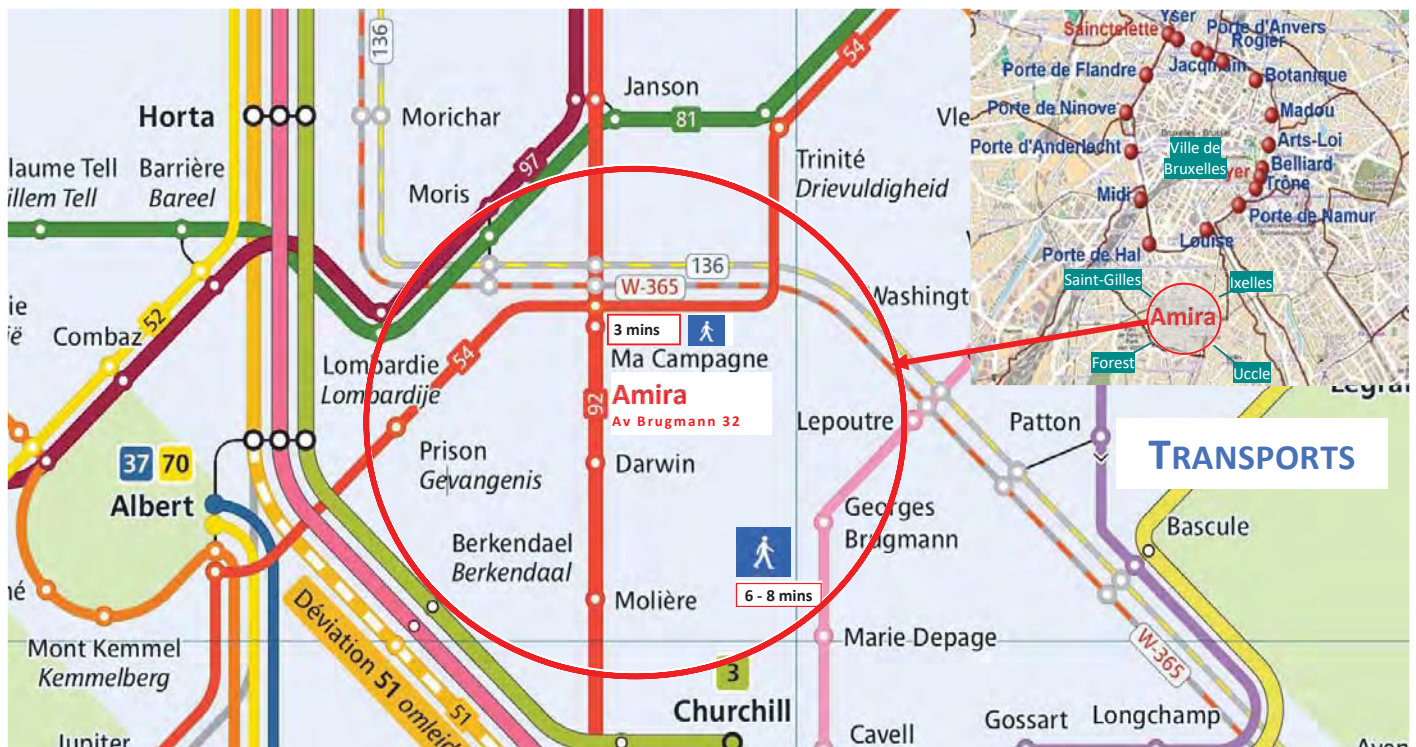 136
54
Janson
Horta
Morichar
81
Barrière
Bareel
97
Moris
Trinité
Drievuldigheid
136
W-365
3 mins
Combaz
52
Lombardie
Lombardije
54
Ma Campagne
Amira
Av Brugmann 32
92
Lepoutre
Patton
TRANSPORTS
Prison
Gevangenis
Darwin
37
70
Albert
Georges
Brugmann
Bascule
Berkendael
Berkendaal
6 - 8 mins
Molière
Marie Depage
Mont Kemmel
Kemmelberg
Déviation 51 omleid
51
W-365
3
Churchill
Cavell
Gossart
Longchamp
Jupiter
laume Tell
illem Tell
Washingt
Yser
Sainctelette
Porte d'Anvers
Rogier
Jacqmain
Porte de Flandre
Botanique
Porte de Ninove
Madou
Arts-Loi
Porte d'Anderlecht
Ville de
Bruxelles
Belliard
yer
Trône
Midi
Porte de Namur
Louise
Porte de Hal
Saint-Gilles
Ixelles
Amira
Forest
Uccle